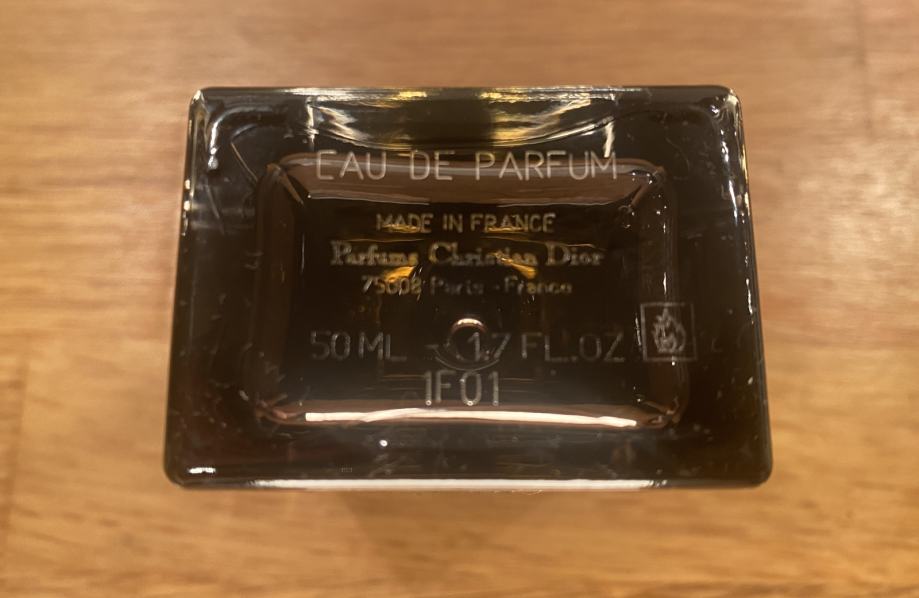 EAU DE PARFUM
MADE IN FRANCE
Parfums Christian Dior
75008 Paris - France
50 ML - 1.7 FL.OZ
1F01